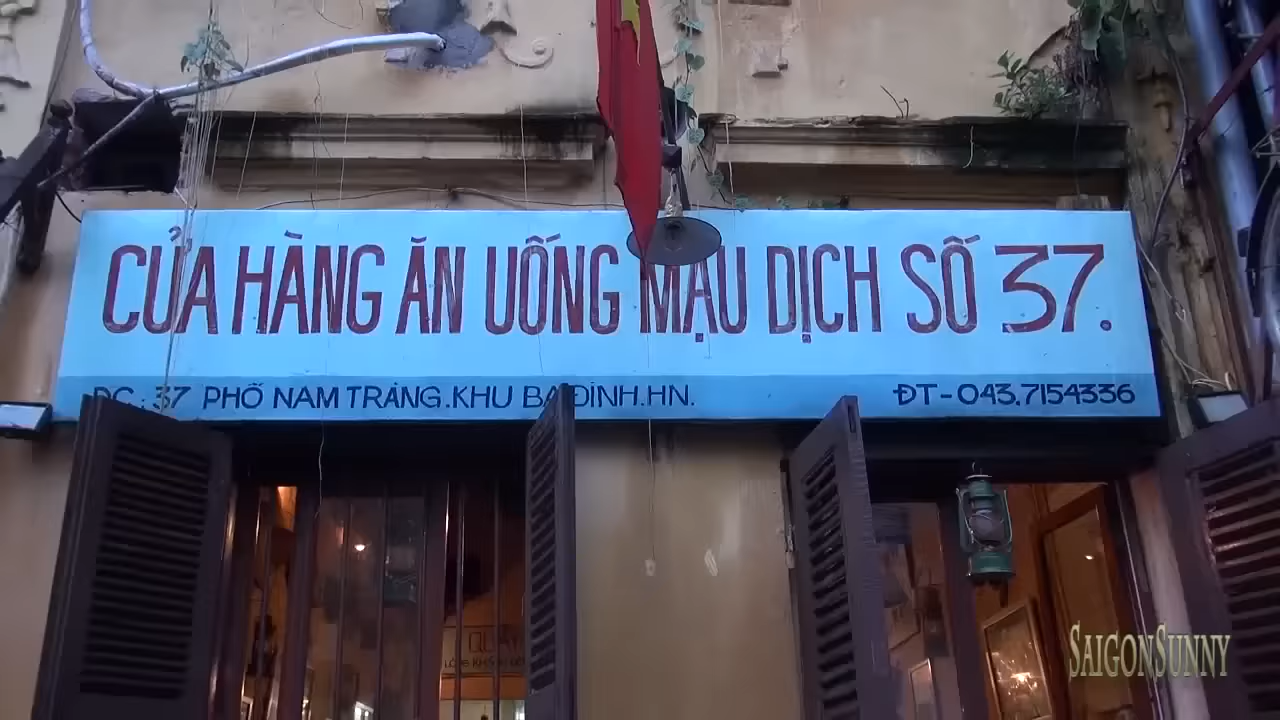 CỬA HÀNG ĂN UỐNG MẬU DỊCH SỐ 37.
ĐC: 37 PHỐ NAM TRÀNG.KHU BA ĐÌNH.HN. ĐT-043.7154336
SAIGONSUNNY